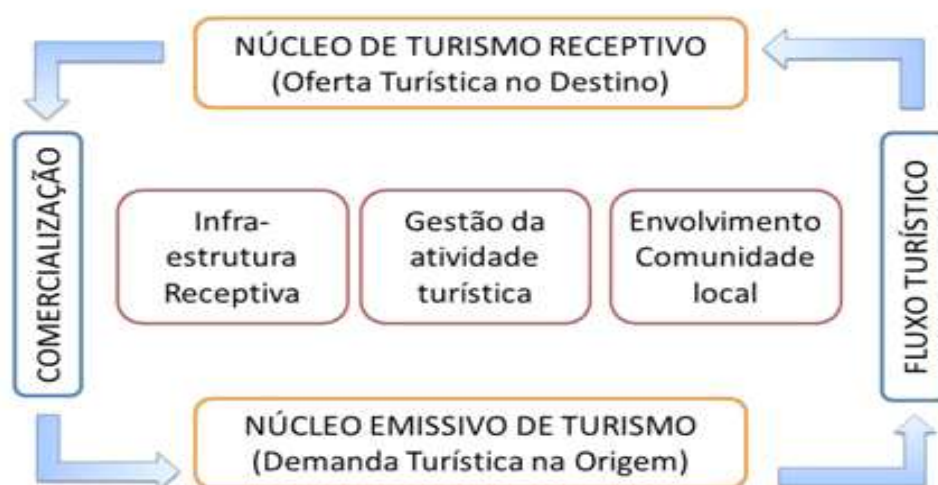 NÚCLEO DE TURISMO RECEPTIVO
(Oferta Turística no Destino)
COMERCIALIZAÇÃO
Infra-
estrutura
Receptiva
Gestão da
atividade
turística
Envolvimento
Comunidade
local
FLUXO TURÍSTICO
NÚCLEO EMISSIVO DE TURISMO
(Demanda Turística na Origem)